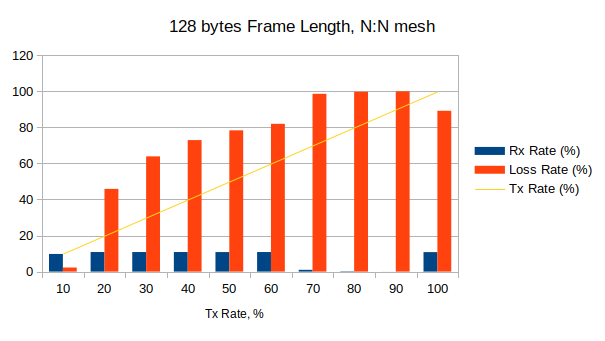 128 bytes Frame Length, N:N mesh
120
100
80
60
40
20
0
10 20 30 40 50 60 70 80 90 100
Tx Rate, %
Rx Rate (%)
Loss Rate (%)
Tx Rate (%)